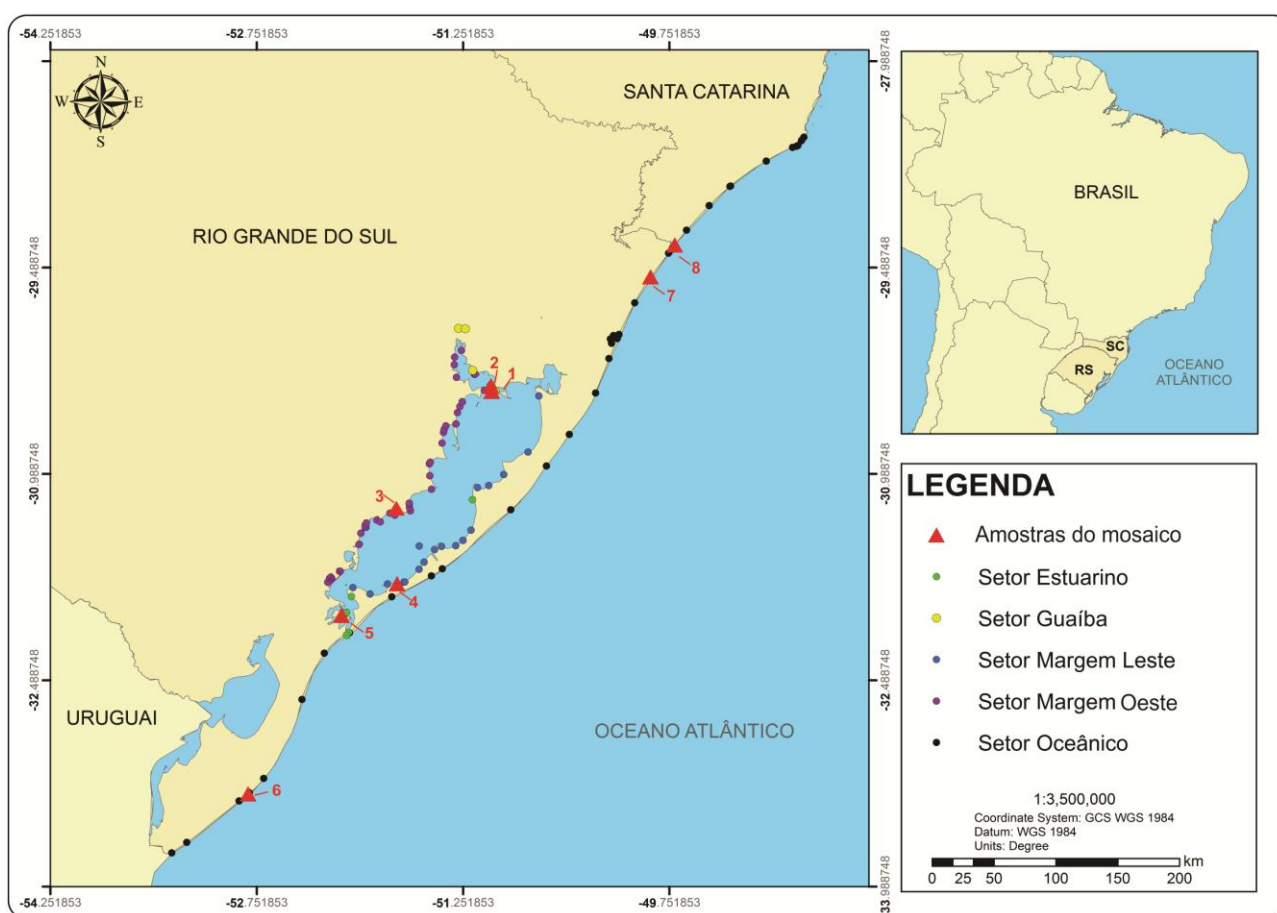 -54.251853
-52.751853
-51.251853
-49.751853
N
W
E
S
SANTA CATARINA
RIO GRANDE DO SUL
8
7
2
1
3
4
5
6
URUGUAI
OCEANO ATLÂNTICO
-54.251853
-52.751853
-51.251853
-49.751853
-29.488748
-30.988748
-32.488748
-27.988748
-29.488748
-30.988748
-32.488748
33.988748
BRASIL
SC
RS
OCEANO
ATLÂNTICO
LEGENDA
Amostras do mosaico
Setor Estuarino
Setor Guaíba
Setor Margem Leste
Setor Margem Oeste
Setor Oceânico
1:3,500,000
Coordinate System: GCS WGS 1984
Datum: WGS 1984
Units: Degree
km
0 25 50 100 150 200